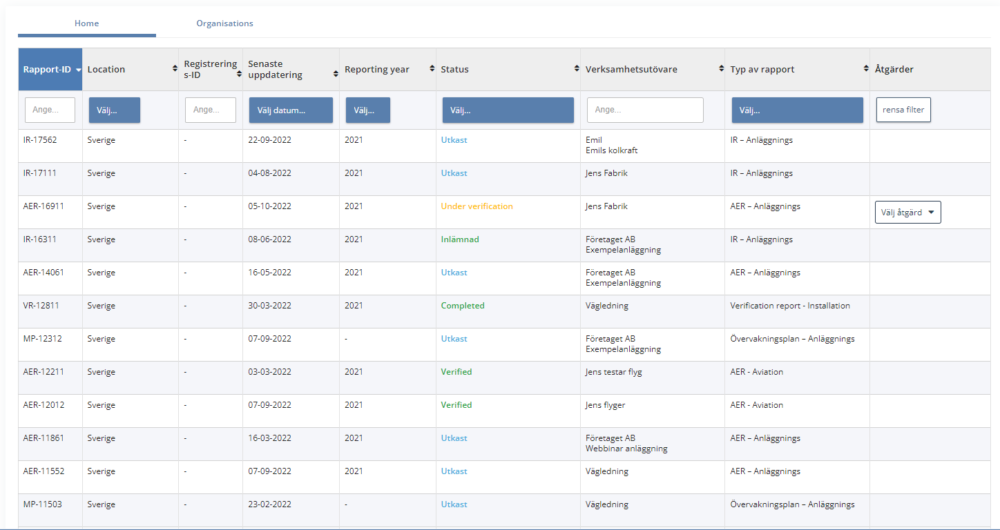 Home Organisations
Rapport-ID Location Registrering s-ID Senaste uppdatering Reporting year Status Verksamhetsutövare Typ av rapport Åtgärder
Ange... Välj... Ange... Välj datum... Välj... Välj... Ange... Välj... rensa filter
IR-17562 Sverige - 22-09-2022 2021 Utkast Emil IR – Anläggnings
Emils kolkraft
IR-17111 Sverige - 04-08-2022 2021 Utkast Jens Fabrik IR – Anläggnings
AER-16911 Sverige - 05-10-2022 2021 Under verification Jens Fabrik AER – Anläggnings Välj åtgärd
IR-16311 Sverige - 08-06-2022 2021 Inlämnad Företaget AB IR – Anläggnings
Exempelanläggning
AER-14061 Sverige - 16-05-2022 2021 Utkast Företaget AB AER – Anläggnings
Exempelanläggning
VR-12811 Sverige - 30-03-2022 2021 Completed Vägledning Verification report - Installation
MP-12312 Sverige - 07-09-2022 - Utkast Företaget AB Övervakningsplan – Anläggnings
Exempelanläggning
AER-12211 Sverige - 03-03-2022 2021 Verified Jens testar flyg AER - Aviation
AER-12012 Sverige - 07-09-2022 2021 Verified Jens flyger AER - Aviation
AER-11861 Sverige - 16-03-2022 2021 Utkast Företaget AB AER – Anläggnings
Webbinar anläggning
AER-11552 Sverige - 07-09-2022 2021 Utkast Vägledning AER – Anläggnings
MP-11503 Sverige - 23-02-2022 - Utkast Vägledning Övervakningsplan – Anläggnings